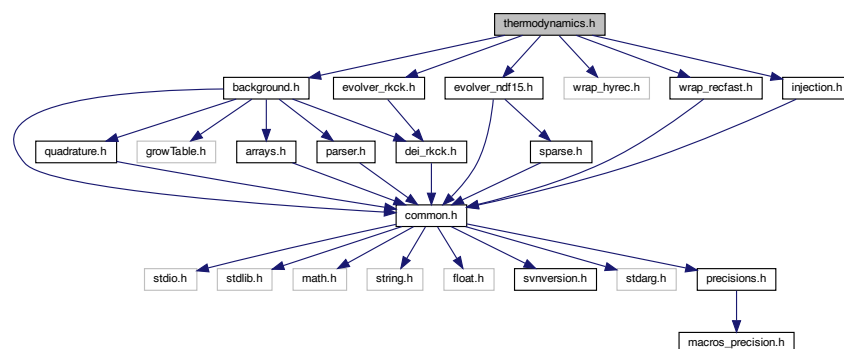 thermodynamics.h
background.h
evolver_rkck.h
evolver_ndf15.h
wrap_hyrec.h
wrap_recfast.h
injection.h
quadrature.h
growTable.h
arrays.h
parser.h
dei_rkck.h
sparse.h
common.h
stdio.h
stdlib.h
math.h
string.h
float.h
svnversion.h
stdarg.h
precisions.h
macros_precision.h